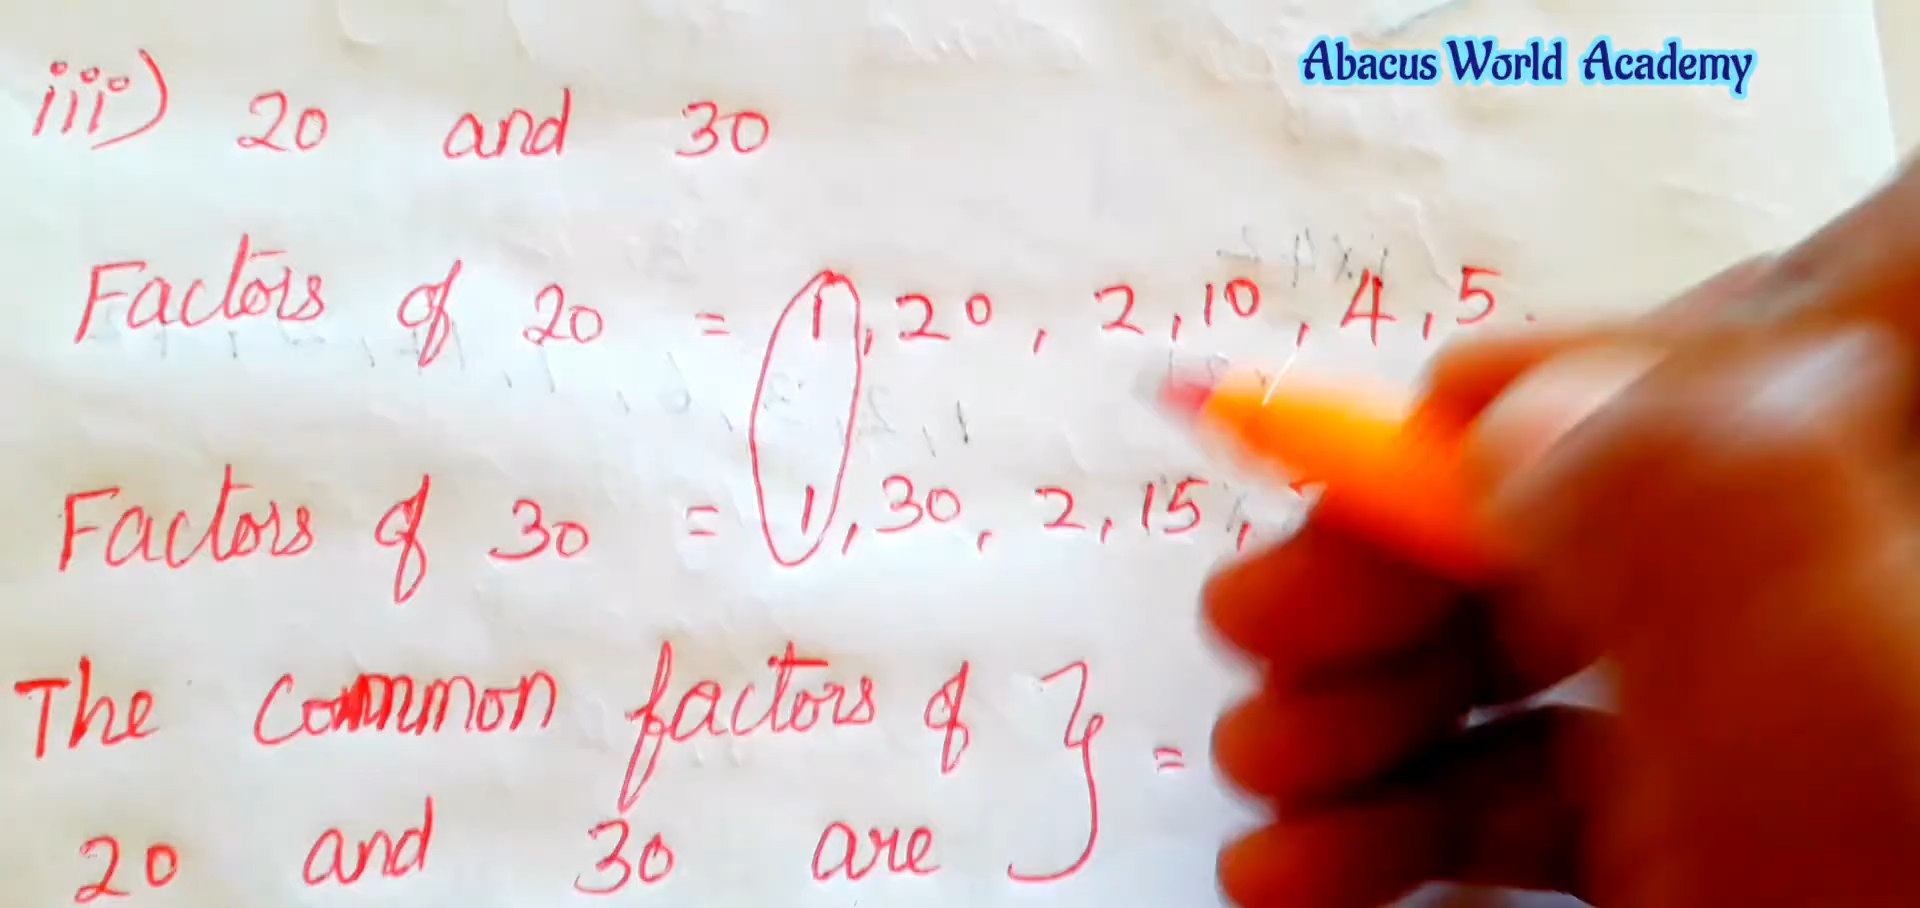 Abacus World Academy
iii) 20 and 30
Factors of 20 = 1, 20, 2, 10, 4, 5.
Factors of 30 = 1, 30, 2, 15,
The common factors of } =
20 and 30 are